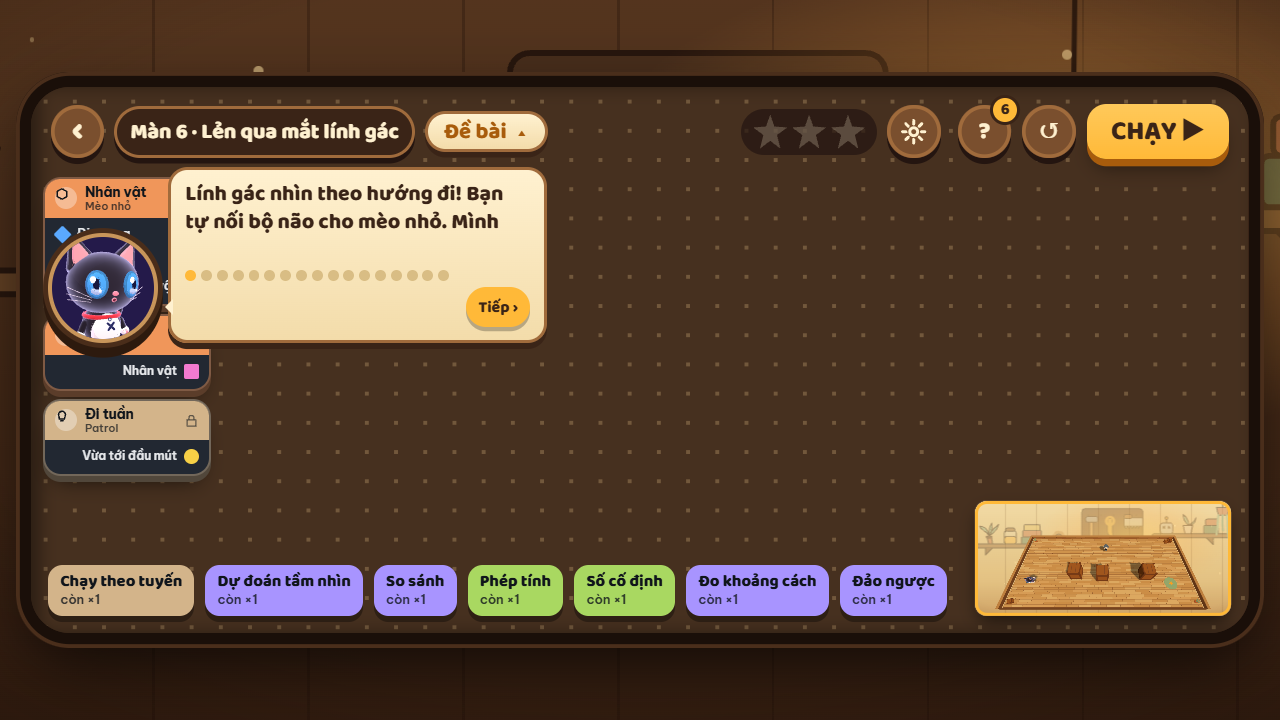 Màn 6 • Lẻn qua mắt lính gác
Đề bài
?
6
CHẠY
Nhân vật
Mèo nhỏ
Lính gác nhìn theo hướng đi! Bạn
tự nối bộ não cho mèo nhỏ. Mình
Tiếp ›
Nhân vật
Đi tuần
Patrol
Vừa tới đầu mút
Chạy theo tuyến
còn ×1
Dự đoán tầm nhìn
còn ×1
So sánh
còn ×1
Phép tính
còn ×1
Số cố định
còn ×1
Đo khoảng cách
còn ×1
Đảo ngược
còn ×1